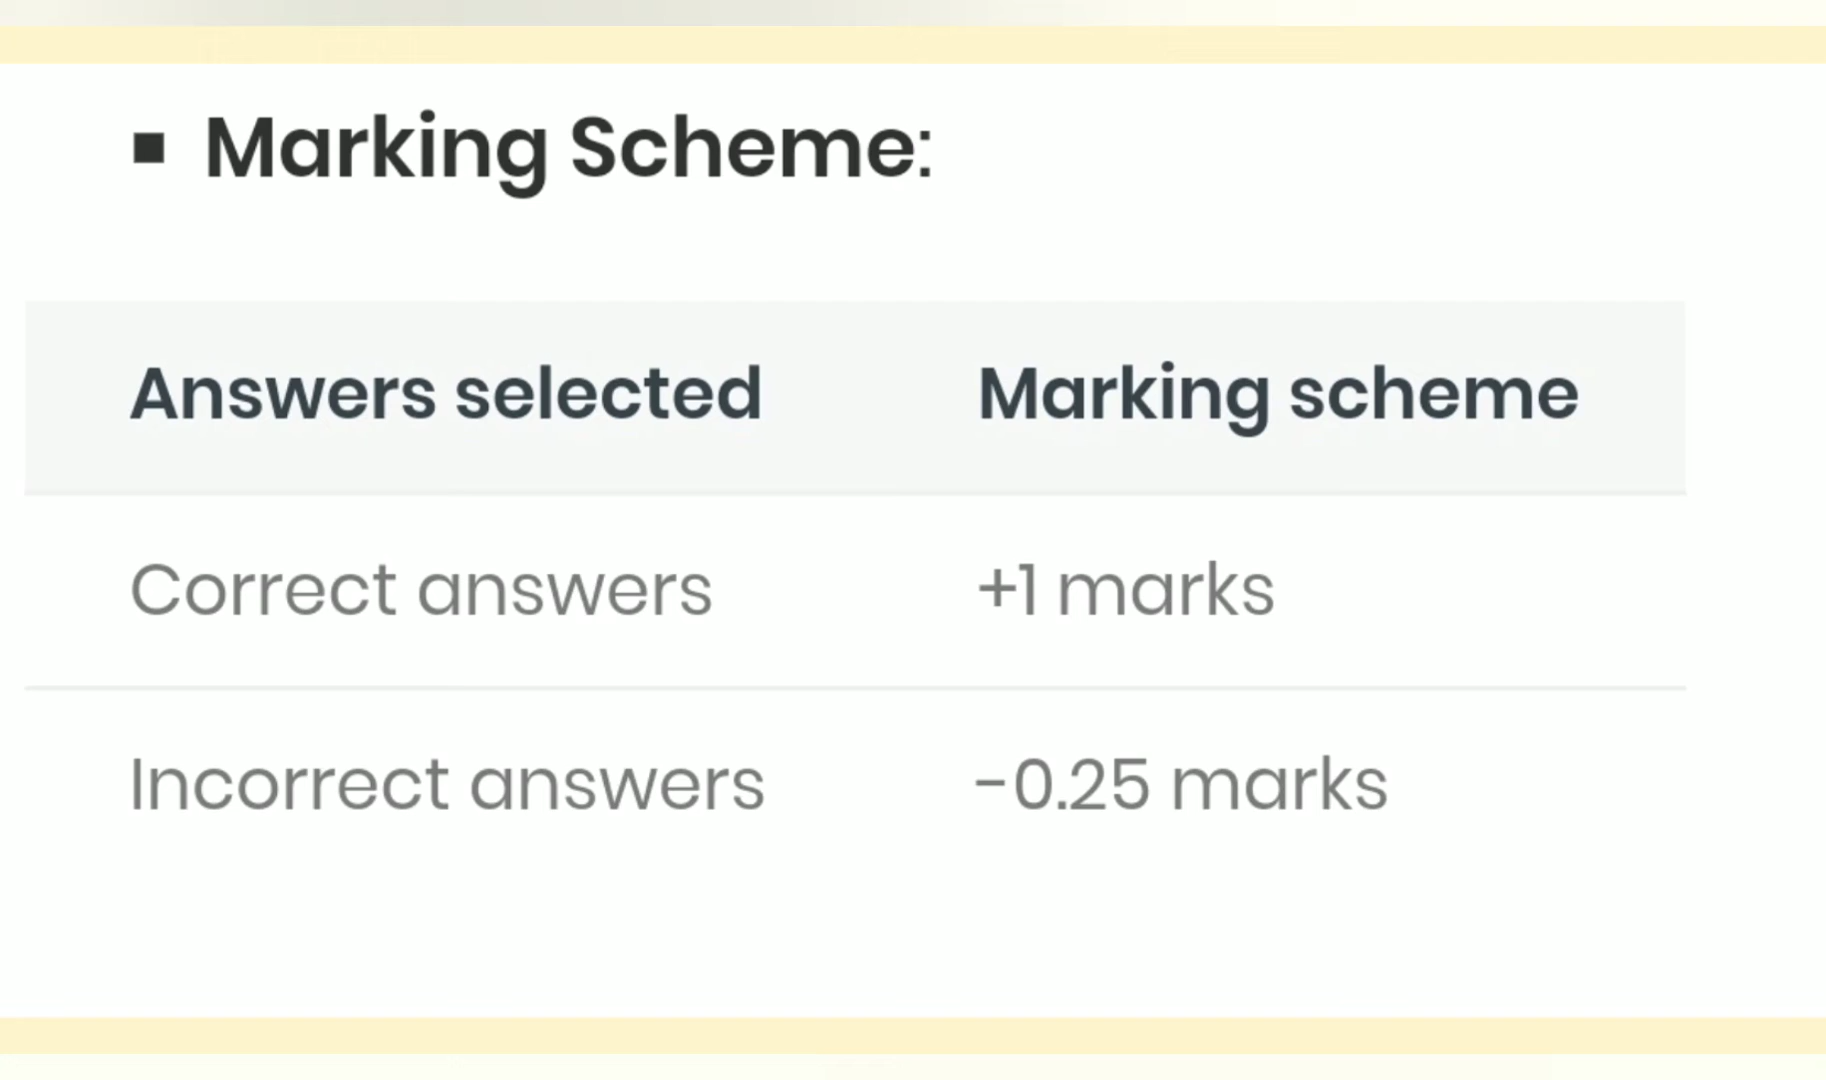 ▪ Marking Scheme:
Answers selected Marking scheme
Correct answers +1 marks
Incorrect answers -0.25 marks